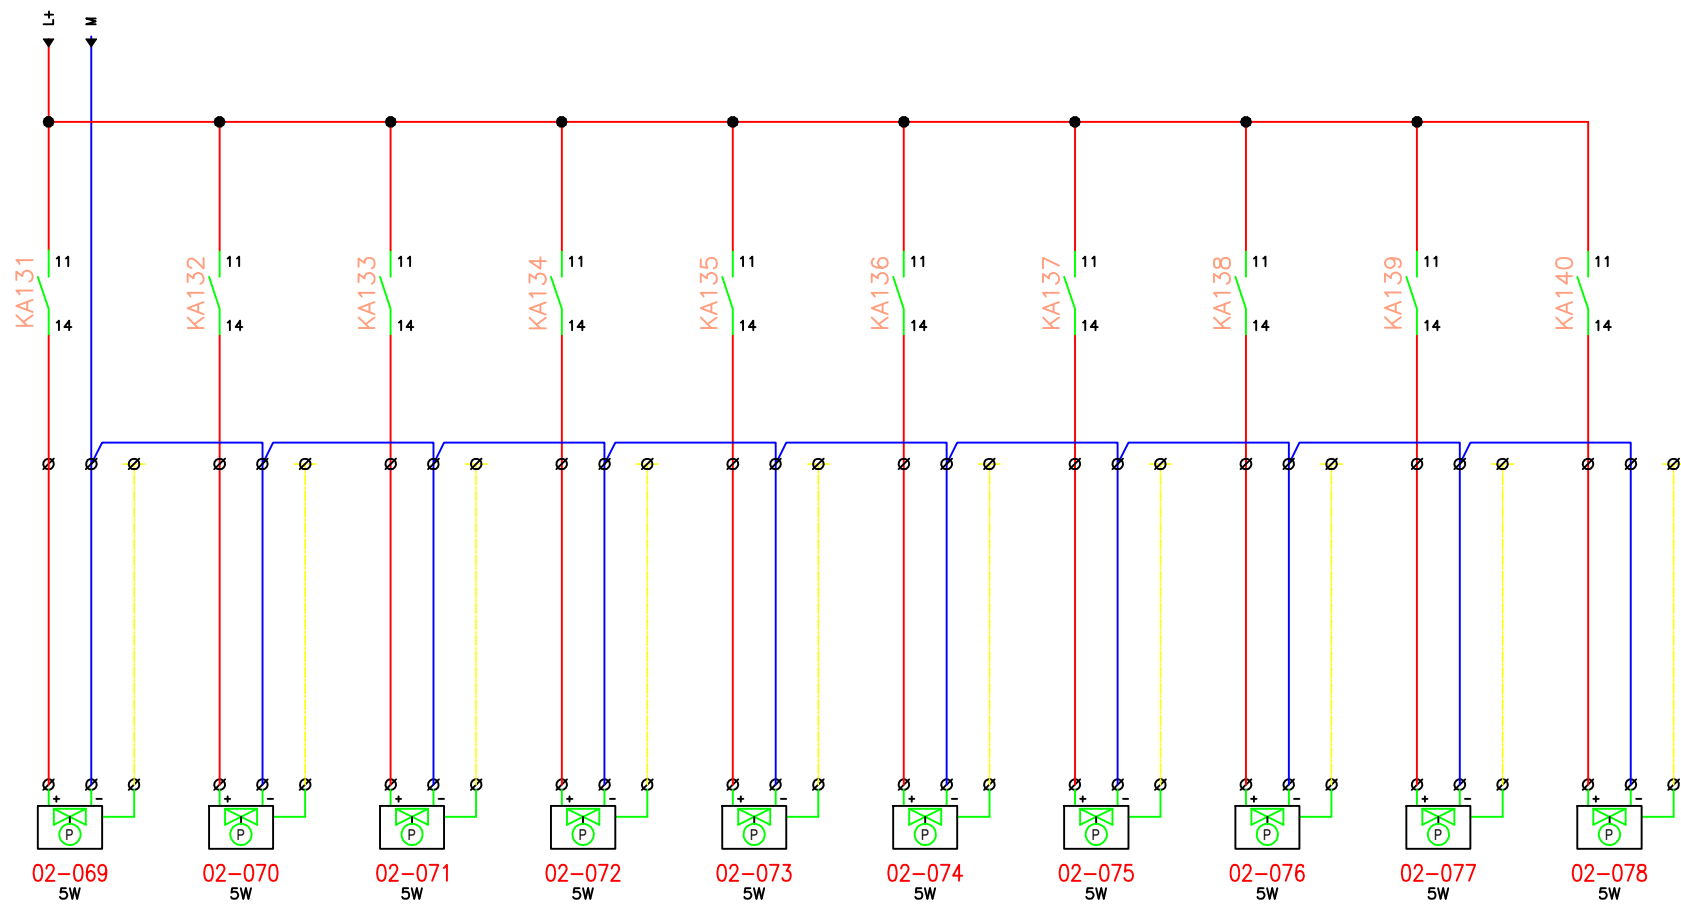 L+ M
11 11 11 11 11 11 11 11 11 11
KA131 KA132 KA133 KA134 KA135 KA136 KA137 KA138 KA139 KA140
14 14 14 14 14 14 14 14 14 14
+ − + − + − + − + − + − + − + − + − + −
P P P P P P P P P P
02-069 02-070 02-071 02-072 02-073 02-074 02-075 02-076 02-077 02-078
5W 5W 5W 5W 5W 5W 5W 5W 5W 5W